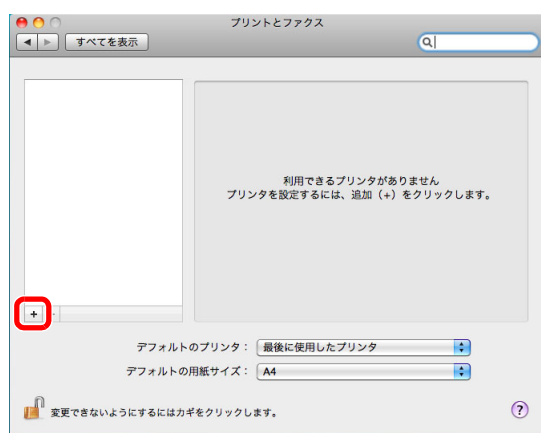 プリントとファクス
すべてを表示
利用できるプリンタがありません
プリンタを設定するには、追加（+）をクリックします。
+ -
デフォルトのプリンタ： 最後に使用したプリンタ
デフォルトの用紙サイズ： A4
変更できないようにするにはカギをクリックします。
?